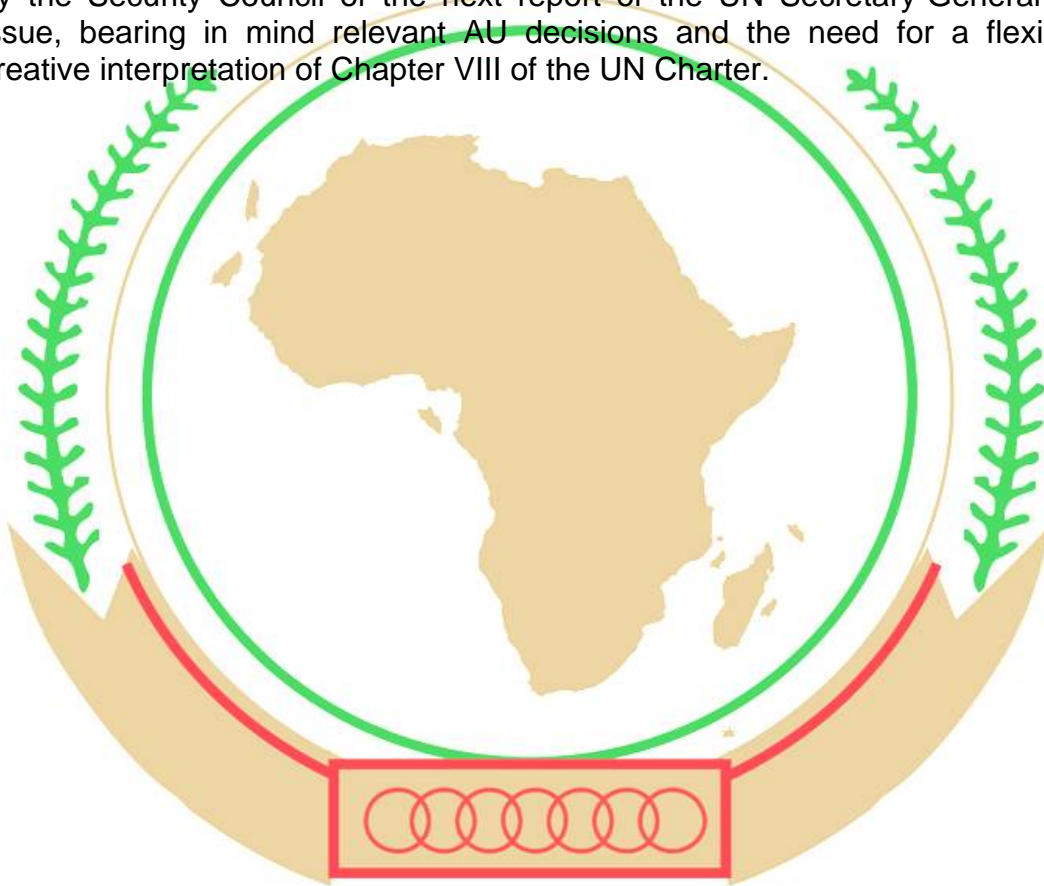 y the Security Council of the next report of the UN Secretary-General
ssue, bearing in mind relevant AU decisions and the need for a flexi
reative interpretation of Chapter VIII of the UN Charter.